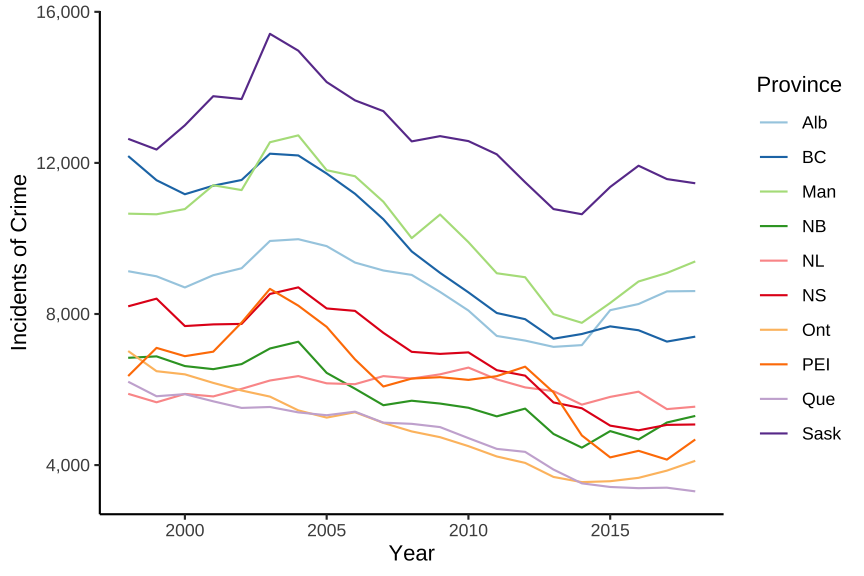 16,000
12,000
8,000
4,000
Incidents of Crime
2000
2005
2010
2015
Year
Province
Alb
BC
Man
NB
NL
NS
Ont
PEI
Que
Sask